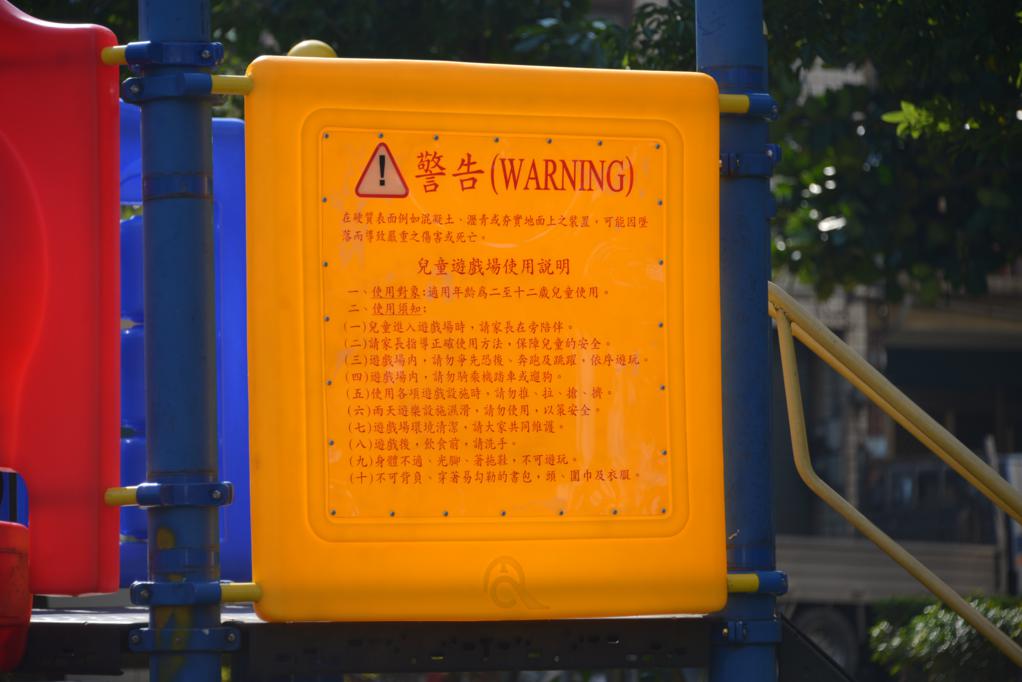 警告(WARNING)
在硬質表面例如混凝土、瀝青或夯實地面上之裝置，可能因墜
落而導致嚴重之傷害或死亡。
兒童遊戲場使用說明
一、使用對象:適用年齡為二至十二歲兒童使用。
二、使用須知:
(一)兒童進入遊戲場時，請家長在旁陪伴。
(二)請家長指導正確使用方法，保障兒童的安全。
(三)遊戲場內，請勿爭先恐後、奔跑及跳躍，依序遊玩。
(四)遊戲場內，請勿騎乘機踏車或遛狗。
(五)使用各項遊戲設施時，請勿推、拉、搶、擠。
(六)雨天遊樂設施濕滑，請勿使用，以策安全。
(七)遊戲場環境清潔，請大家共同維護。
(八)遊戲後，飲食前，請洗手。
(九)身體不適、光腳、著拖鞋，不可遊玩。
(十)不可背負、穿著易勾勒的書包，頭、圍巾及衣服。